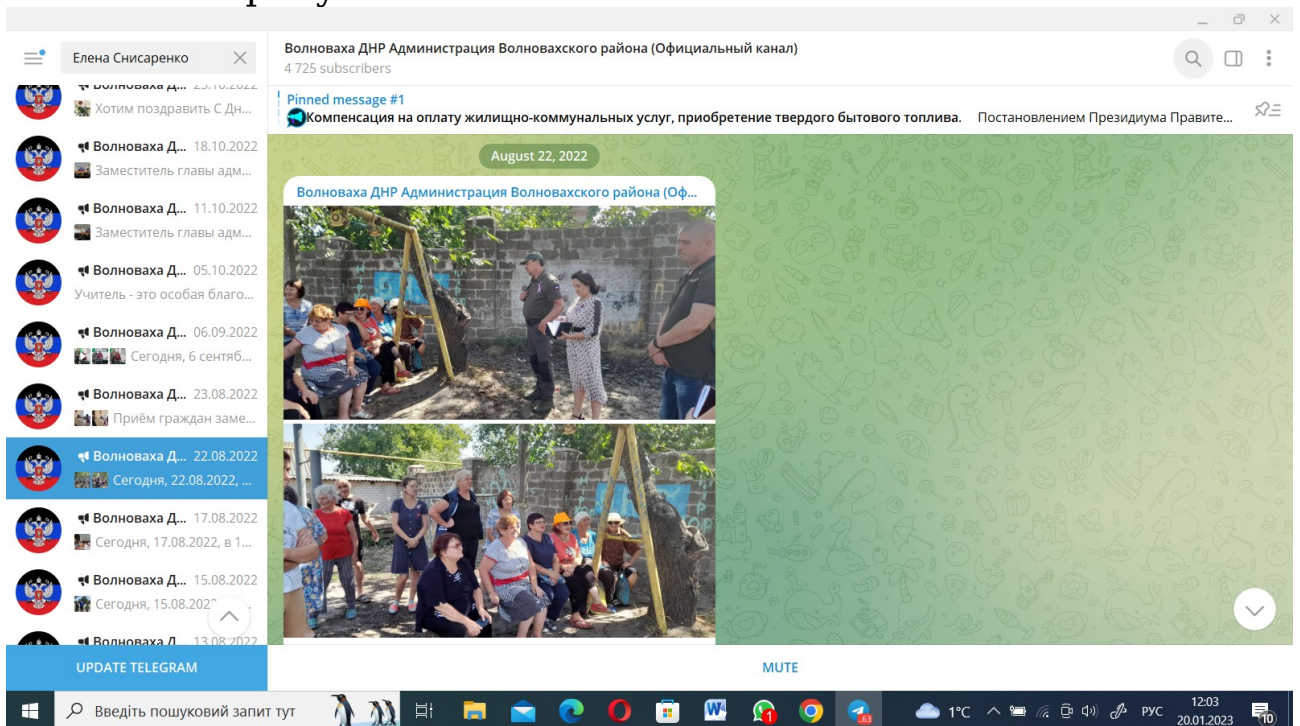 Елена Снисаренко
Волноваха ДНР Администрация Волновахского района (Официальный канал)
4 725 subscribers
Pinned message #1
Компенсация на оплату жилищно-коммунальных услуг, приобретение твердого бытового топлива. Постановлением Президиума Правите...
Хотим поздравить С Дн...
Волноваха Д... 18.10.2022
Заместитель главы адм...
Волноваха Д... 11.10.2022
Заместитель главы адм...
Волноваха Д... 05.10.2022
Учитель - это особая благо...
Волноваха Д... 06.09.2022
Сегодня, 6 сентяб...
Волноваха Д... 23.08.2022
Приём граждан заме...
Волноваха Д... 22.08.2022
Сегодня, 22.08.2022, ...
Волноваха Д... 17.08.2022
Сегодня, 17.08.2022, в 1...
Волноваха Д... 15.08.2022
Сегодня, 15.08.202
Волноваха Д... 13.08.2022
UPDATE TELEGRAM
August 22, 2022
Волноваха ДНР Администрация Волновахского района (Оф...
MUTE
Введіть пошуковий запит тут
63
1°C
РУС
12:03
20.01.2023
10